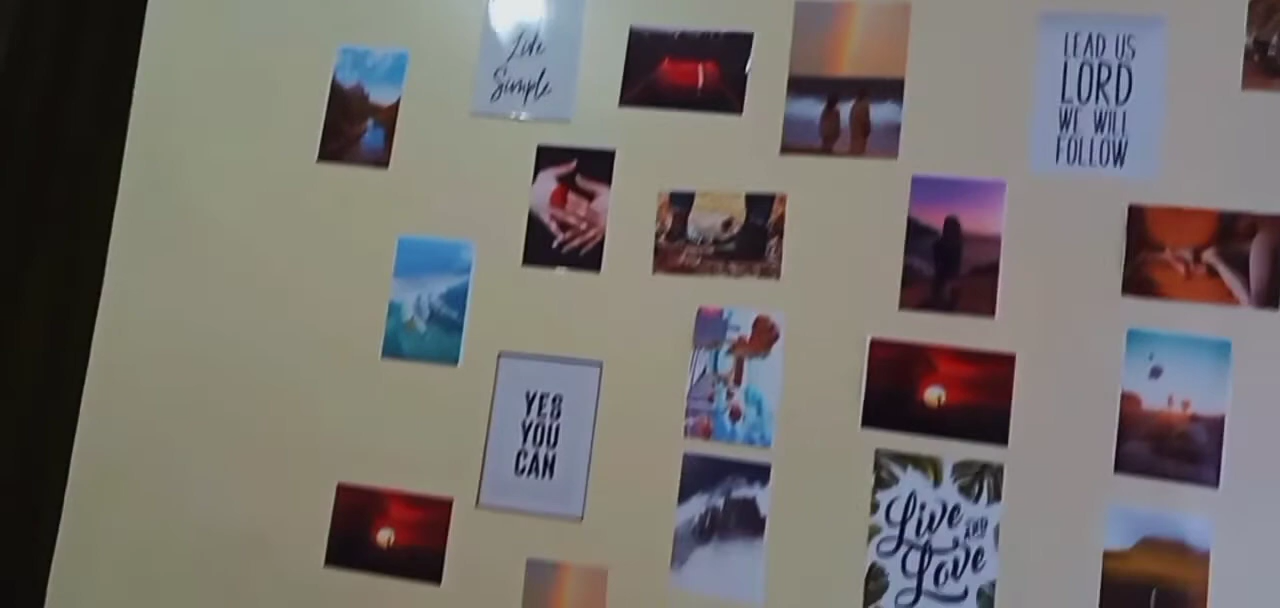 Life
Simple
LEAD US
LORD
WE WILL
FOLLOW
YES
YOU
CAN
Live AND
Love